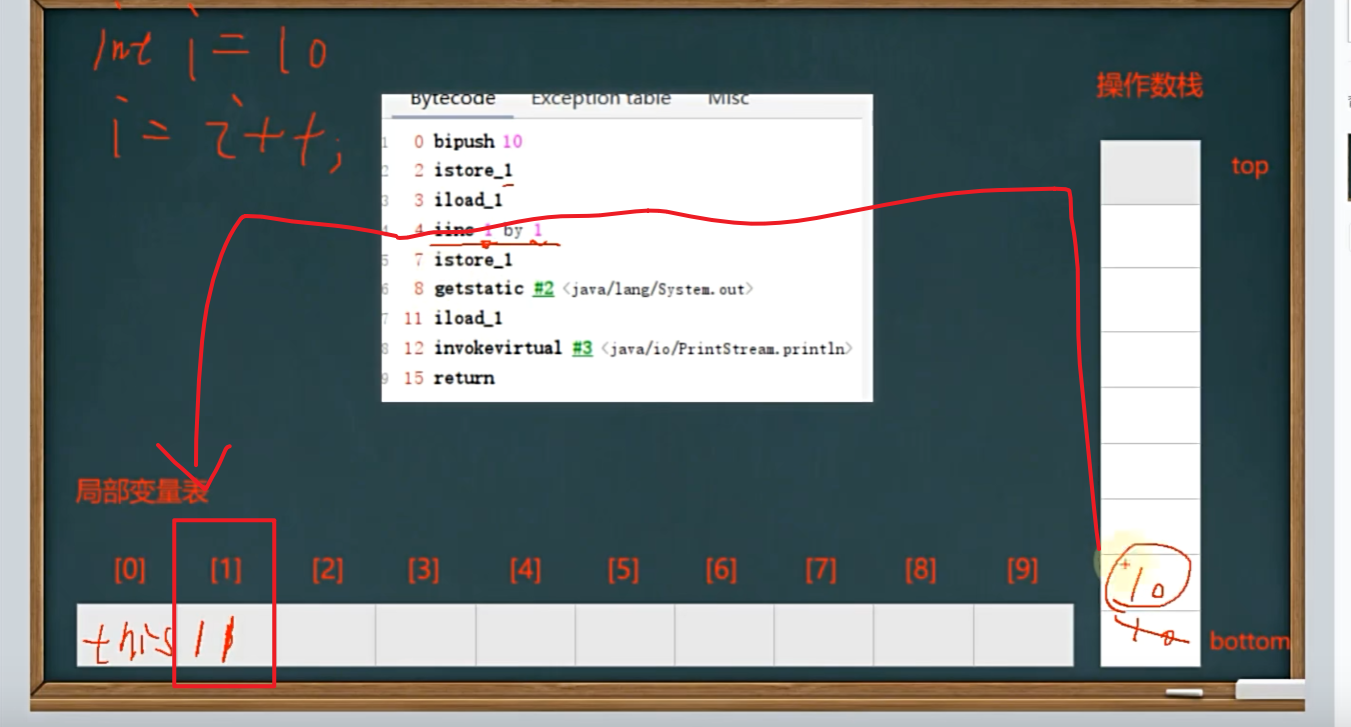 int i = 10
i = i++;
操作数栈
Bytecode Exception table Misc
top
1 0 bipush 10
2 2 istore_1
3 3 iload_1
4 4 iinc 1 by 1
5 7 istore_1
6 8 getstatic #2 <java/lang/System.out>
7 11 iload_1
8 12 invokevirtual #3 <java/io/PrintStream.println>
9 15 return
局部变量表
[0] [1] [2] [3] [4] [5] [6] [7] [8] [9]
10
this 11
10
bottom